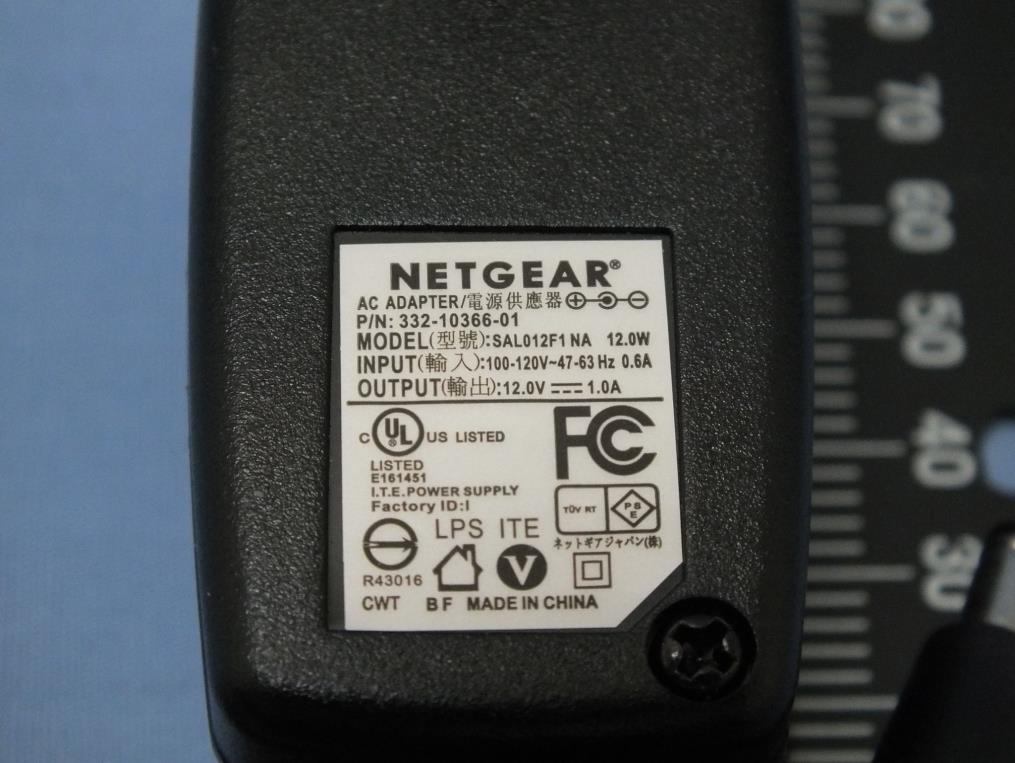 NETGEAR®
AC ADAPTER/電源供應器
P/N: 332-10366-01
MODEL(型號):SAL012F1 NA 12.0W
INPUT(輸入):100-120V~47-63 Hz 0.6A
OUTPUT(輸出):12.0V 1.0A
C UL® US LISTED
LISTED
E161451
I.T.E. POWER SUPPLY
Factory ID:I
FC
TÜV RT PSE
ネットギアジャパン(株)
LPS ITE
R43016
V
CWT BF MADE IN CHINA
80
70
60
50
40
30